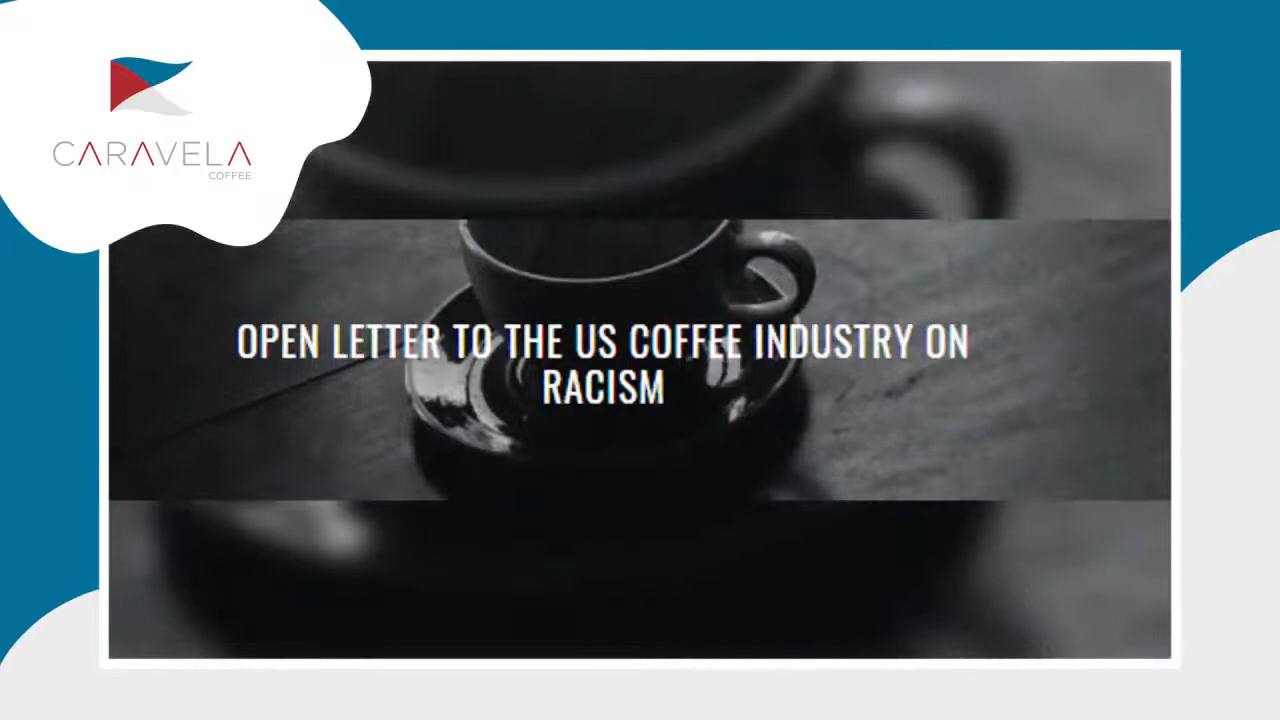 CARAVELA
COFFEE
OPEN LETTER TO THE US COFFEE INDUSTRY ON
RACISM